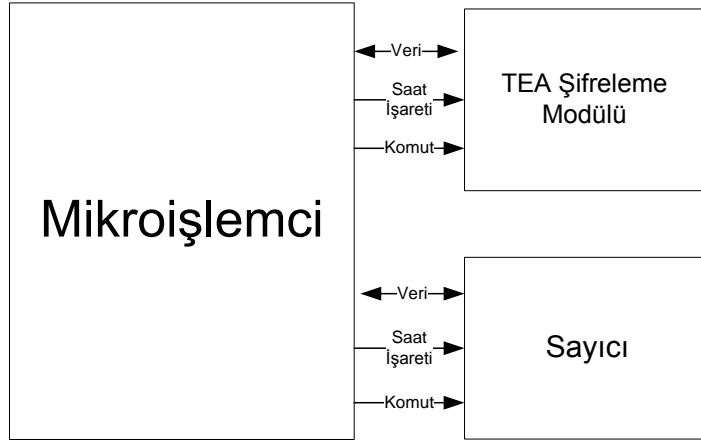 Mikroişlemci
Veri
Saat
İşareti
Komut
TEA Şifreleme
Modülü
Veri
Saat
İşareti
Komut
Sayıcı